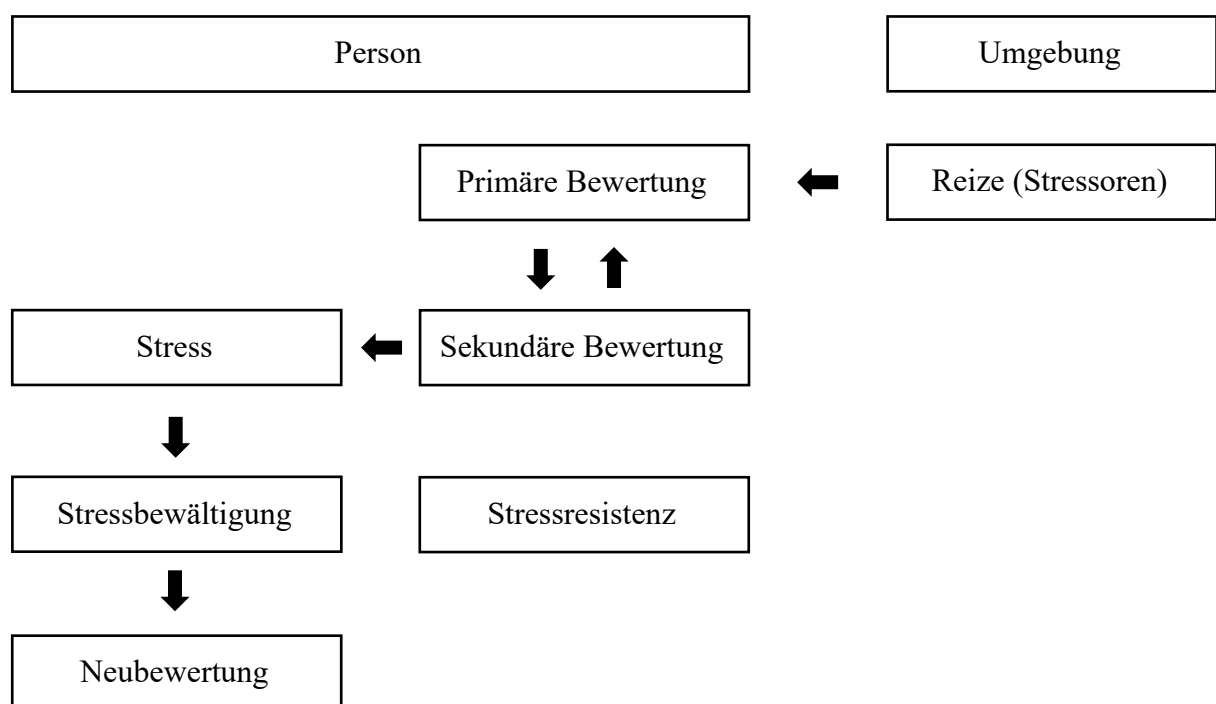 Person
Umgebung
Primäre Bewertung
Reize (Stressoren)
Stress
Sekundäre Bewertung
Stressbewältigung
Stressresistenz
Neubewertung